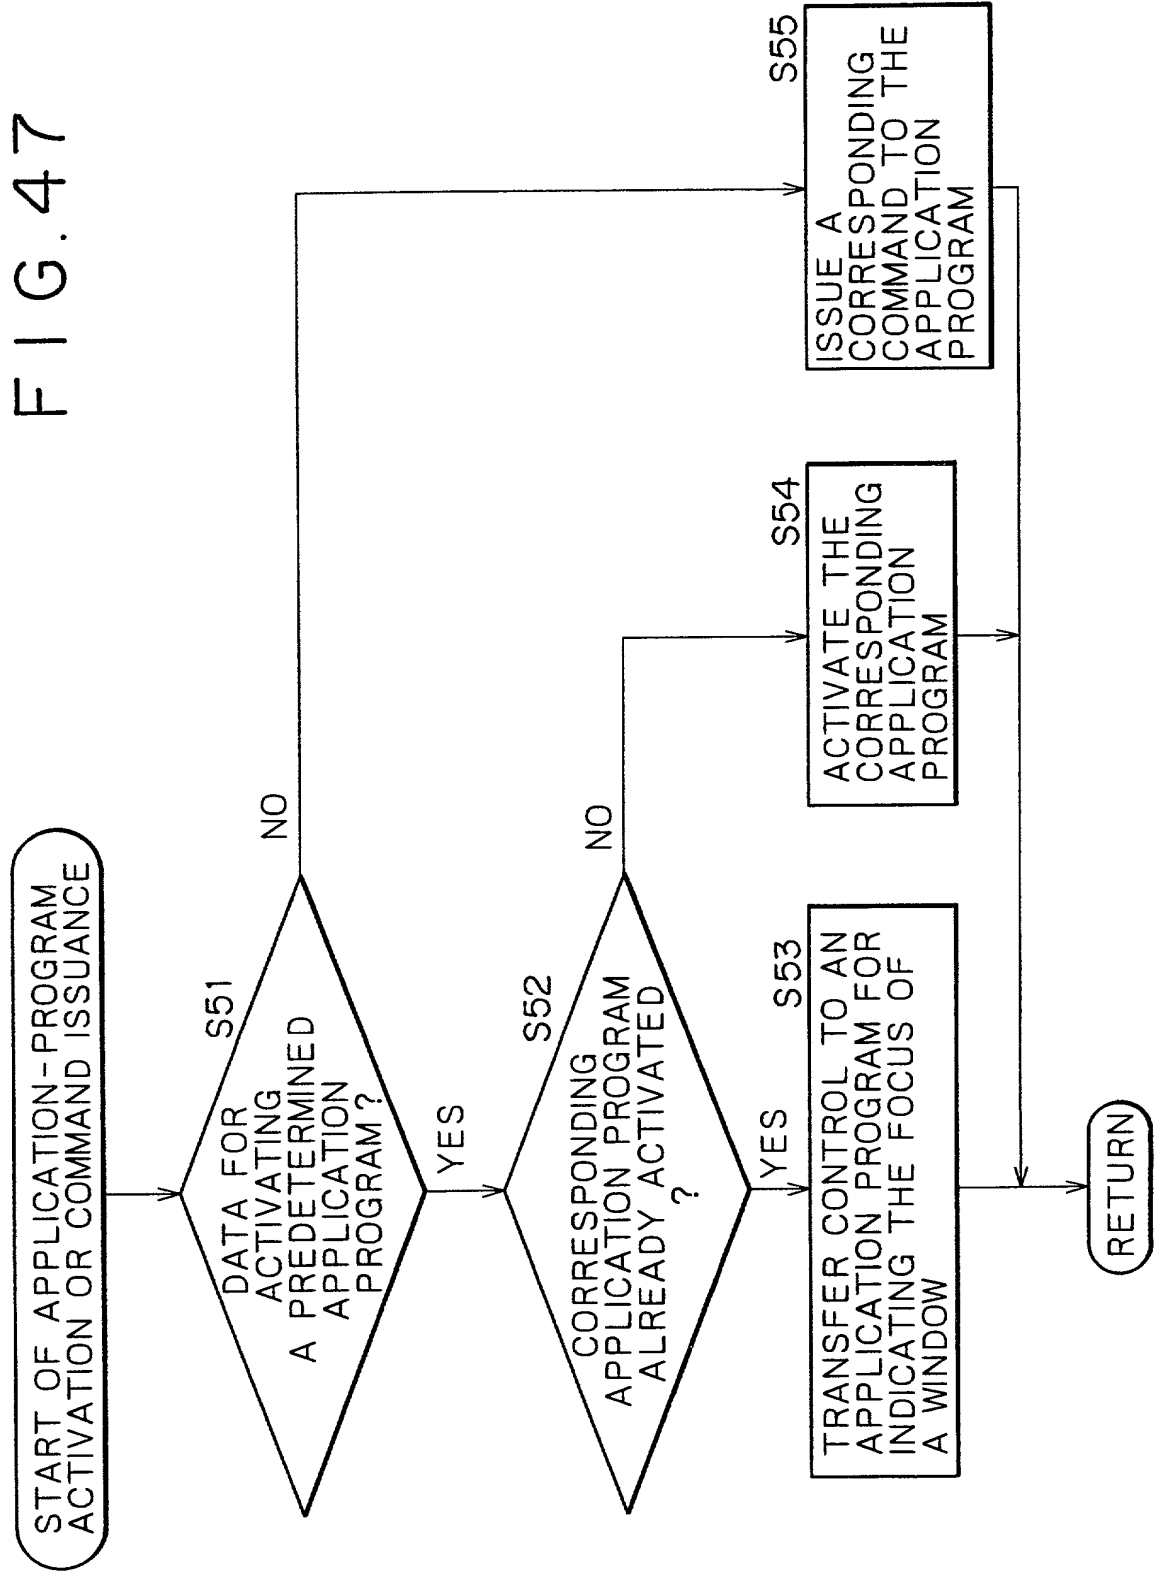 FIG.47
START OF APPLICATION-PROGRAM
ACTIVATION OR COMMAND ISSUANCE
S51
DATA FOR
ACTIVATING
A PREDETERMINED
APPLICATION
PROGRAM?
NO
YES
S52
CORRESPONDING
APPLICATION PROGRAM
ALREADY ACTIVATED
?
NO
YES
S53
TRANSFER CONTROL TO AN
APPLICATION PROGRAM FOR
INDICATING THE FOCUS OF
A WINDOW
S54
ACTIVATE THE
CORRESPONDING
APPLICATION
PROGRAM
S55
ISSUE A
CORRESPONDING
COMMAND TO THE
APPLICATION
PROGRAM
RETURN